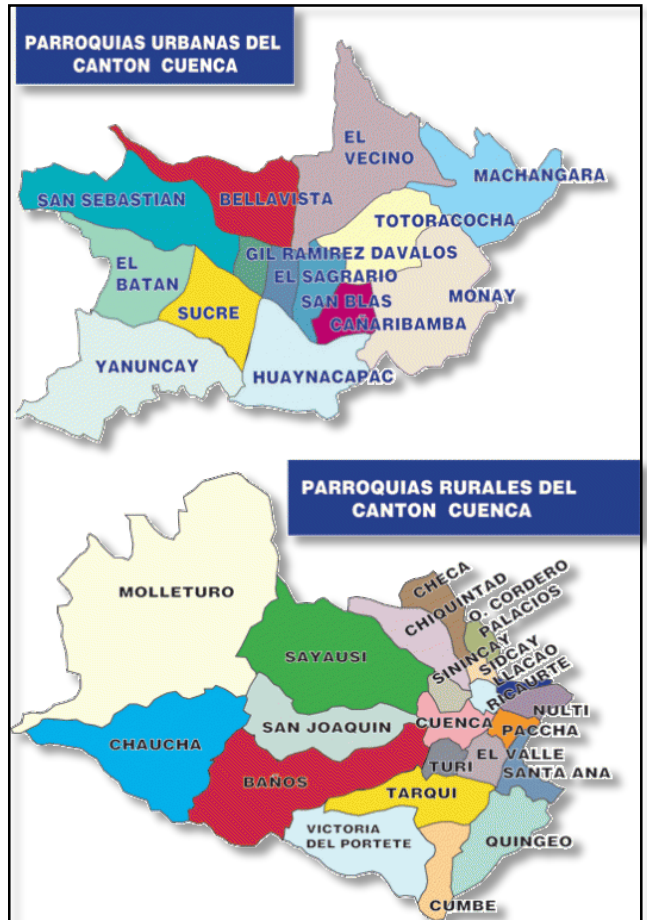 PARROQUIAS URBANAS DEL
CANTON CUENCA
EL
VECINO
MACHANGARA
SAN SEBASTIAN
BELLAVISTA
TOTORACOCHA
GIL RAMIREZ DAVALOS
EL
BATAN
EL SAGRARIO
SAN BLAS
MONAY
SUCRE
CAÑARIBAMBA
YANUNCAY
HUAYNACAPAC
PARROQUIAS RURALES DEL
CANTON CUENCA
MOLLETURO
CHECA
CHIQUINTAD
O. CORDERO
PALACIOS
SAYAUSI
SININCAY
SIDCAY
LLACAO
RICAURTE
NULTI
SAN JOAQUIN
CUENCA
PACCHA
CHAUCHA
TURI
EL VALLE
SANTA ANA
BAÑOS
TARQUI
VICTORIA
DEL PORTETE
QUINGEO
CUMBE